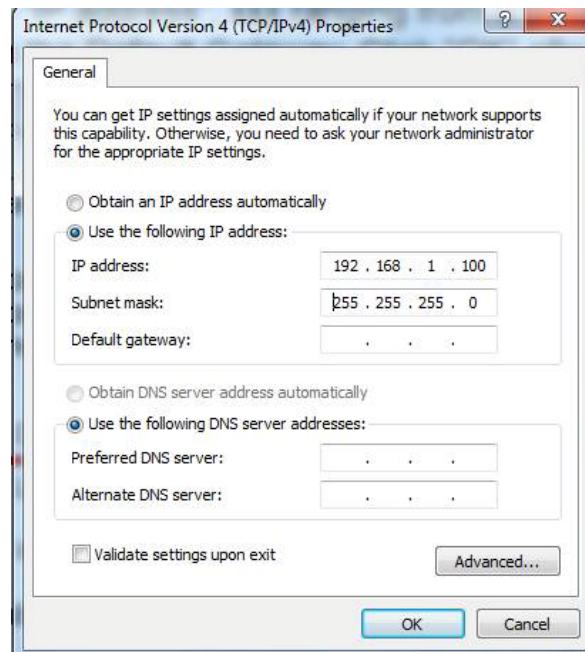 Internet Protocol Version 4 (TCP/IPv4) Properties
General
You can get IP settings assigned automatically if your network supports
this capability. Otherwise, you need to ask your network administrator
for the appropriate IP settings.
Obtain an IP address automatically
Use the following IP address:
IP address: 192 . 168 . 1 . 100
Subnet mask: 255 . 255 . 255 . 0
Default gateway: . . .
Obtain DNS server address automatically
Use the following DNS server addresses:
Preferred DNS server: . . .
Alternate DNS server: . . .
Validate settings upon exit
Advanced...
OK Cancel